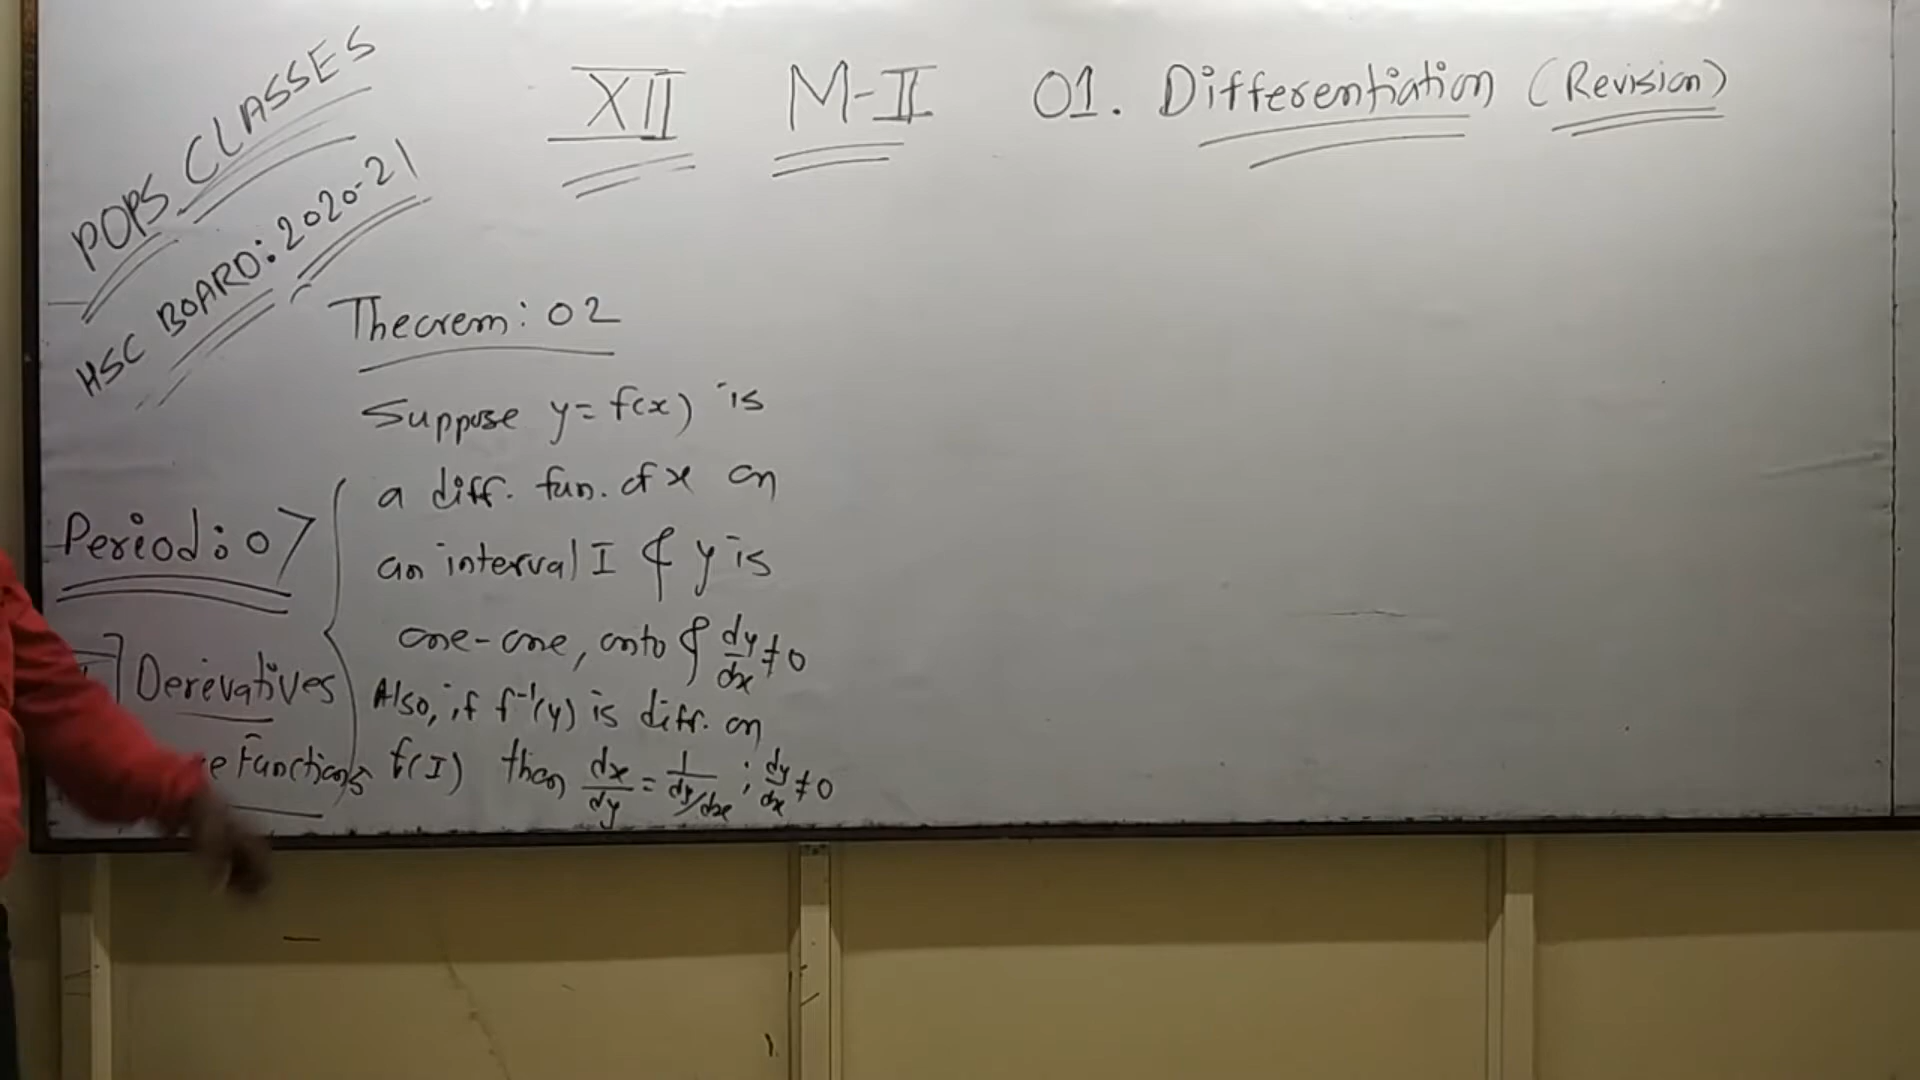 POPS CLASSES
HSC BOARD: 2020-21
XII M-II 01. Differentiation (Revision)
Theorem: 02
Suppose y = f(x) is
a diff. fun. of x on
an interval I & y is
one-one, onto & dy/dx ≠ 0
Also, if f⁻¹(y) is diff. on
f(I) then dx/dy = 1/(dy/dx) ; dy/dx ≠ 0
Period: 07
Derevatives
Functions